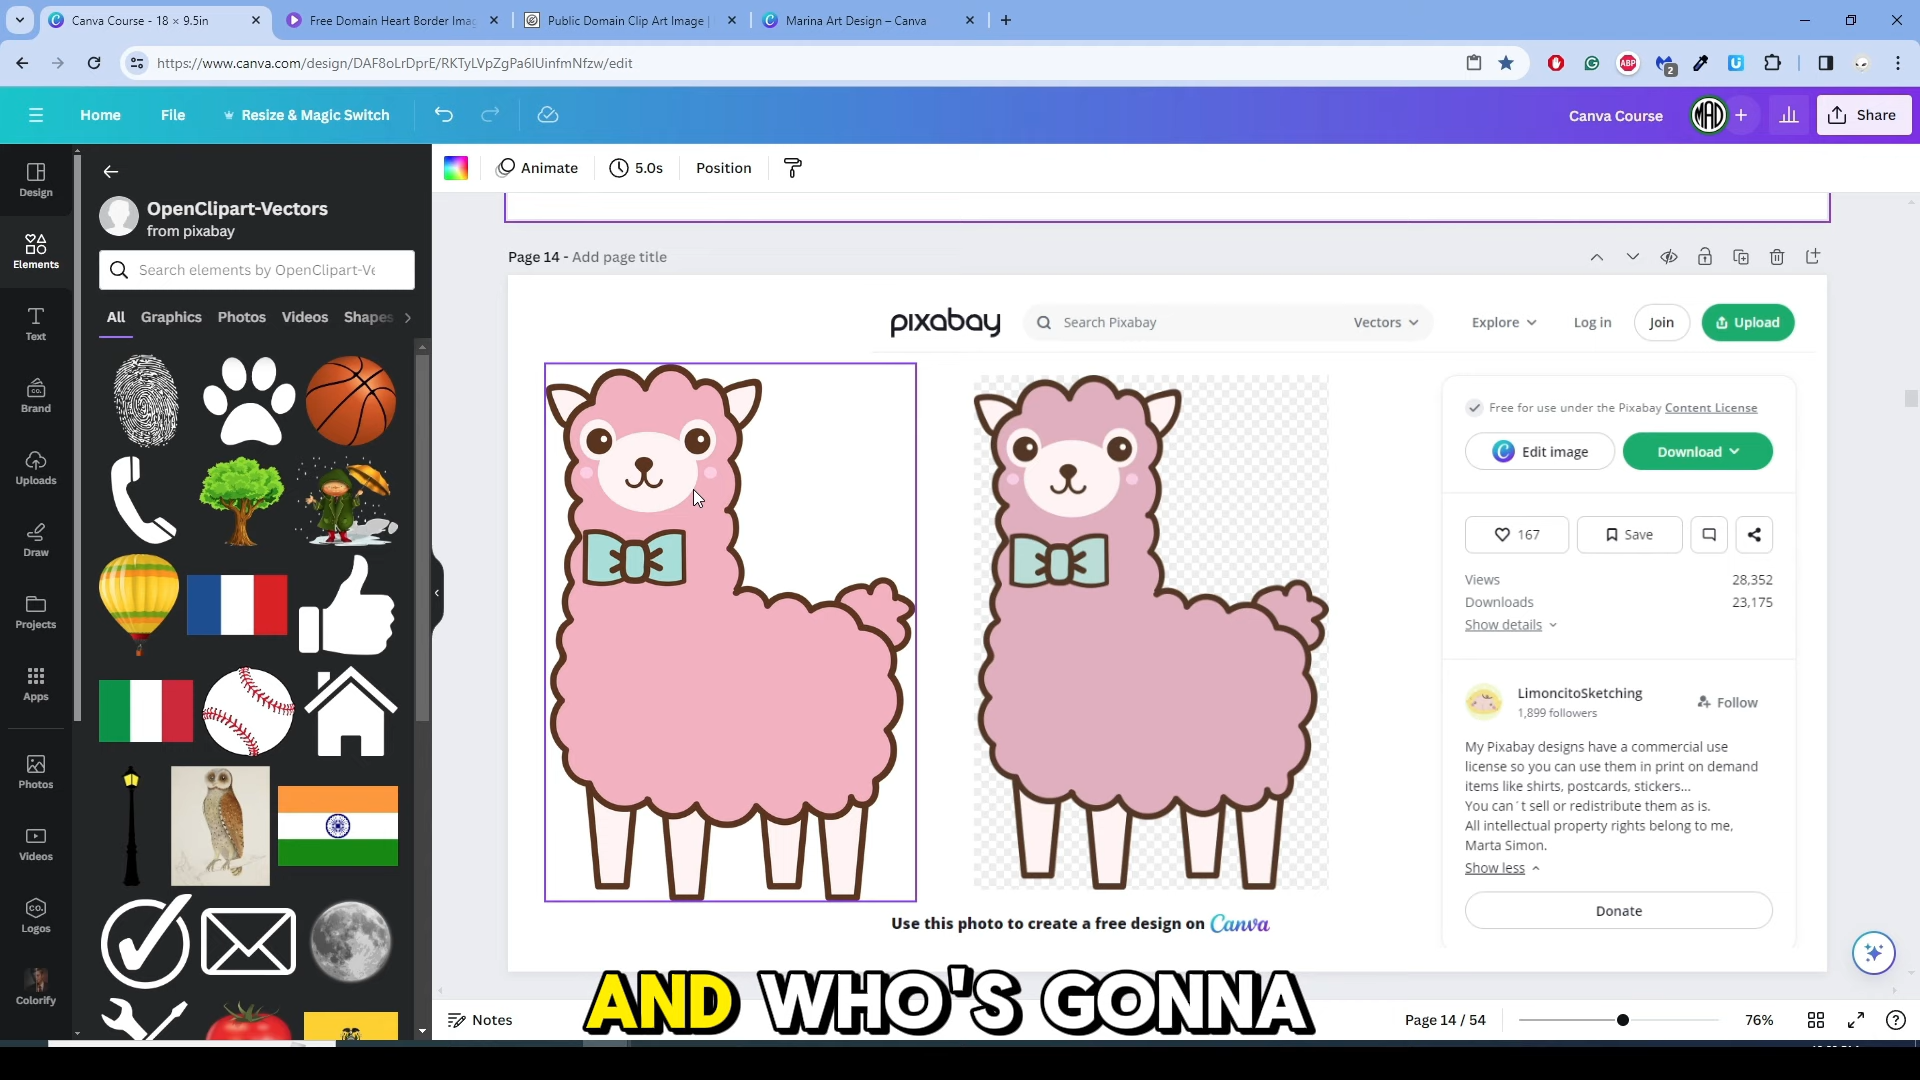 Canva Course - 18 × 9.5in
Free Domain Heart Border Imag
Public Domain Clip Art Image |
Marina Art Design – Canva
https://www.canva.com/design/DAF8oLrDprE/RKTyLVpZgPa6IUinfmNfzw/edit
ABP
2
Home
File
Resize & Magic Switch
Canva Course
MAD
Share
Animate
5.0s
Position
Design
Elements
Text
Brand
Uploads
Draw
Projects
Apps
Photos
Videos
Logos
Colorify
OpenClipart-Vectors
from pixabay
Search elements by OpenClipart-Ve
All
Graphics
Photos
Videos
Shapes
Page 14 - Add page title
pixabay
Search Pixabay
Vectors
Explore
Log in
Join
Upload
Free for use under the Pixabay Content License
Edit image
Download
167
Save
Views
28,352
Downloads
23,175
Show details
LimoncitoSketching
1,899 followers
Follow
My Pixabay designs have a commercial use
license so you can use them in print on demand
items like shirts, postcards, stickers...
You can´t sell or redistribute them as is.
All intellectual property rights belong to me,
Marta Simon.
Show less
Donate
Use this photo to create a free design on Canva
AND WHO'S GONNA
Notes
Page 14 / 54
76%